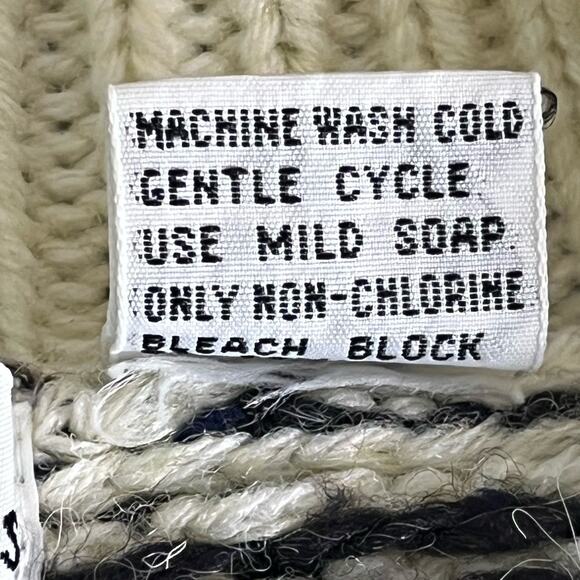 MACHINE WASH COLD
GENTLE CYCLE
USE MILD SOAP.
ONLY NON-CHLORINE
BLEACH BLOCK